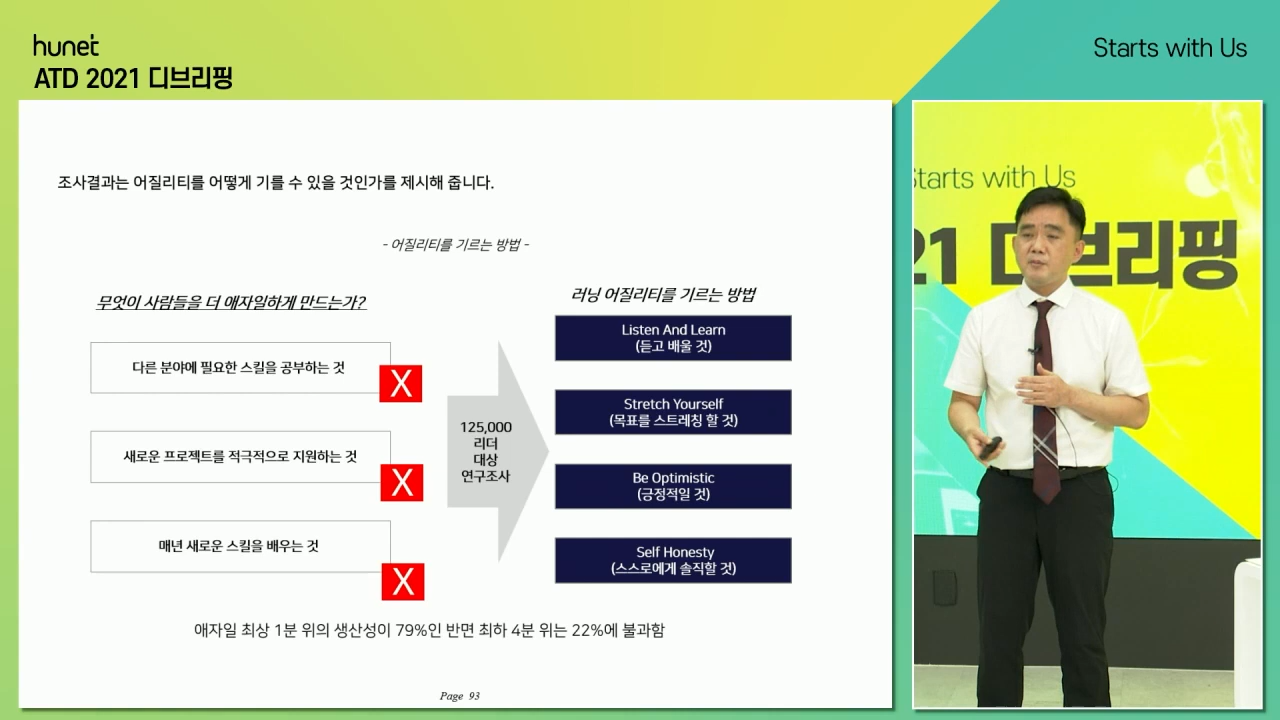 hunet
ATD 2021 디브리핑
Starts with Us
조사결과는 어질리티를 어떻게 기를 수 있을 것인가를 제시해 줍니다.
- 어질리티를 기르는 방법 -
무엇이 사람들을 더 애자일하게 만드는가?
다른 분야에 필요한 스킬을 공부하는 것
X
새로운 프로젝트를 적극적으로 지원하는 것
X
매년 새로운 스킬을 배우는 것
X
125,000
리더
대상
연구조사
러닝 어질리티를 기르는 방법
Listen And Learn
(듣고 배울 것)
Stretch Yourself
(목표를 스트레칭 할 것)
Be Optimistic
(긍정적일 것)
Self Honesty
(스스로에게 솔직할 것)
애자일 최상 1분 위의 생산성이 79%인 반면 최하 4분 위는 22%에 불과함
Page 93
Starts with Us
21 디브리핑